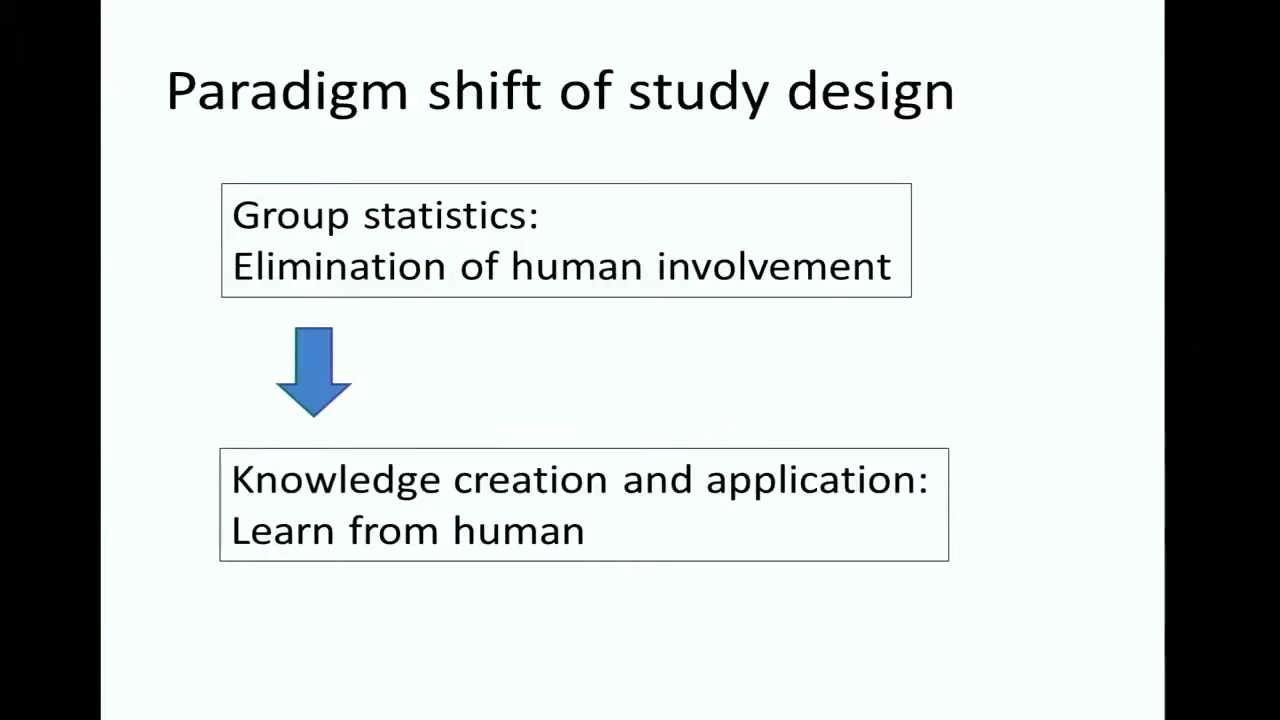 Paradigm shift of study design
Group statistics:
Elimination of human involvement
Knowledge creation and application:
Learn from human